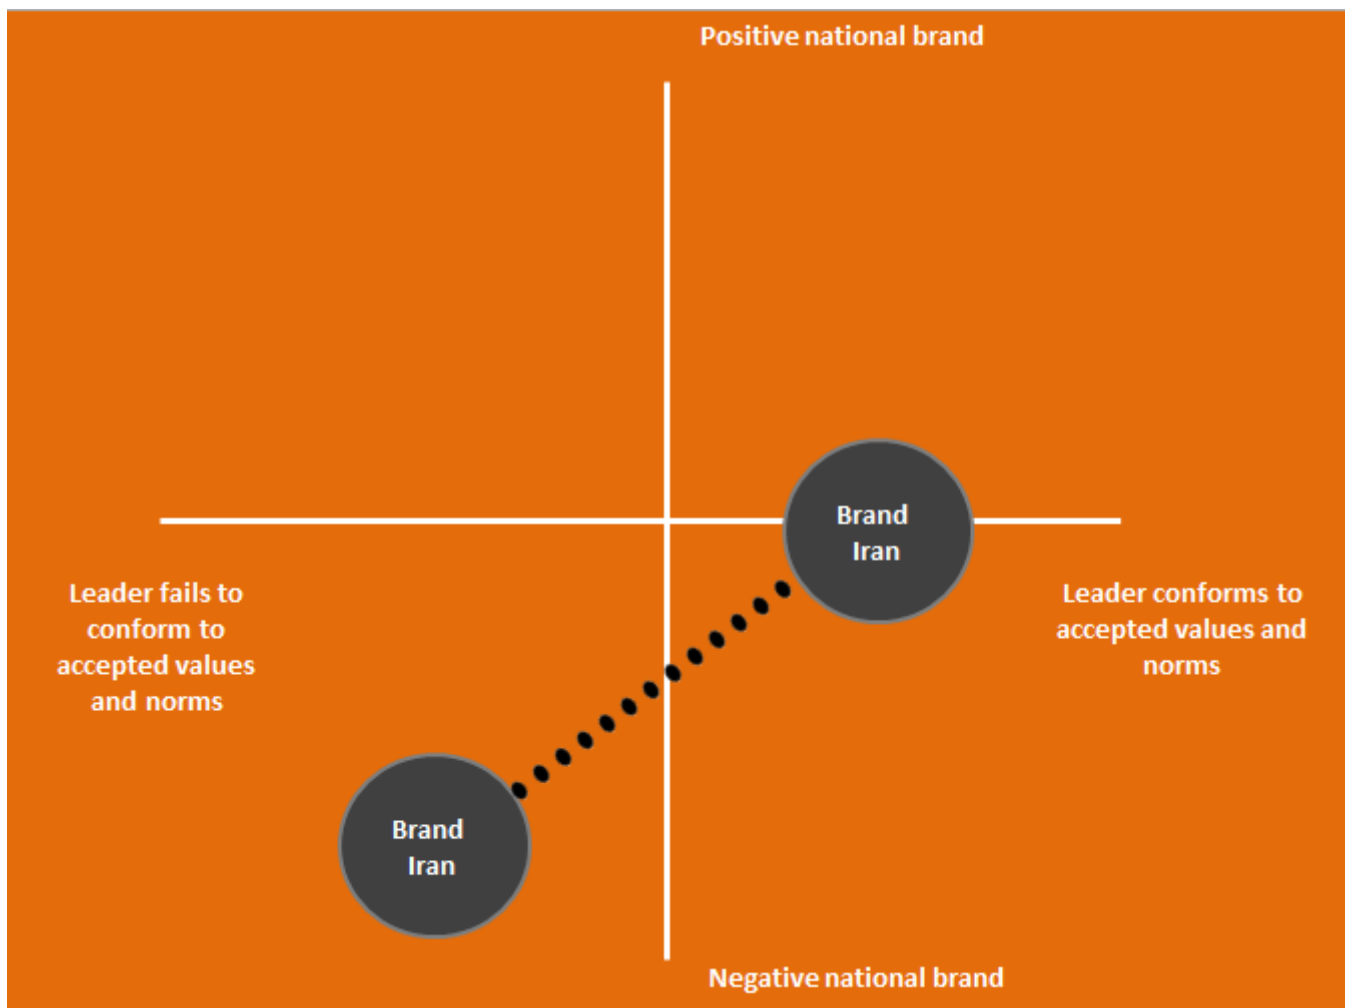 Positive national brand
Brand
Iran
Leader fails to
conform to
accepted values
and norms
Leader conforms to
accepted values and
norms
Brand
Iran
Negative national brand